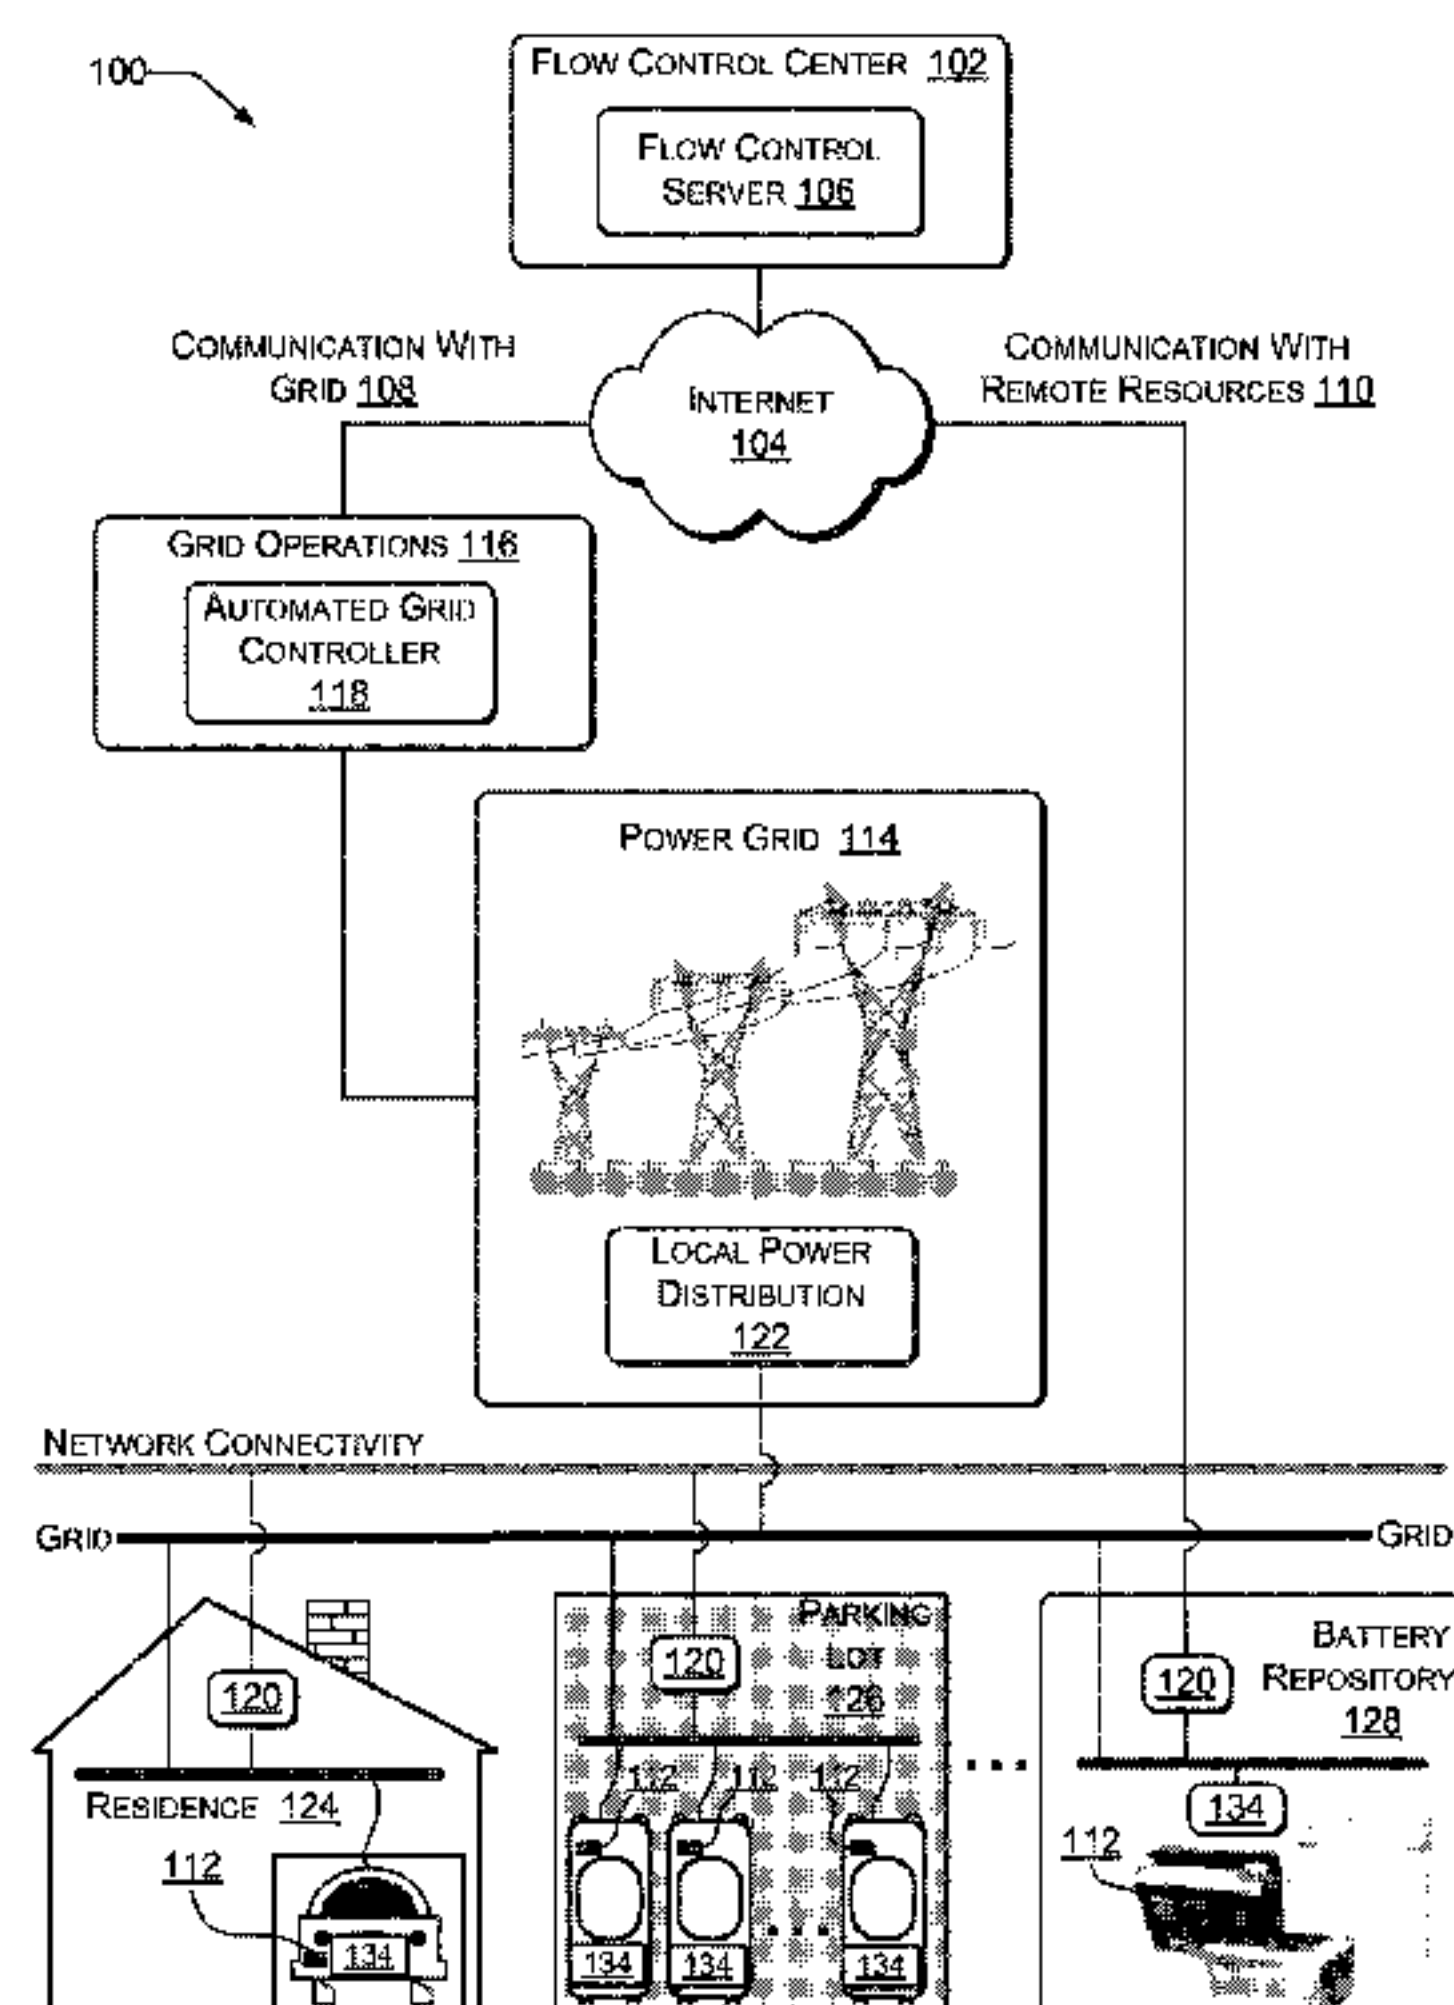 100
FLOW CONTROL CENTER 102
FLOW CONTROL
SERVER 106
COMMUNICATION WITH
GRID 108
INTERNET
104
COMMUNICATION WITH
REMOTE RESOURCES 110
GRID OPERATIONS 116
AUTOMATED GRID
CONTROLLER
118
POWER GRID 114
LOCAL POWER
DISTRIBUTION
122
NETWORK CONNECTIVITY
GRID
GRID
120
RESIDENCE 124
112
134
PARKING
LOT
126
120
112
112
112
134
134
134
BATTERY
REPOSITORY
128
120
134
112